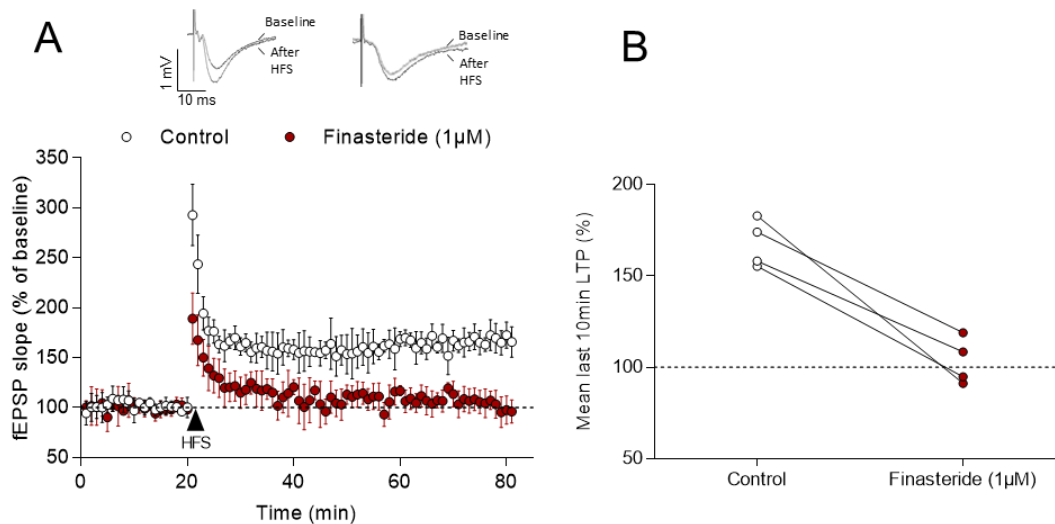 A
Baseline
After
HFS
1 mV
10 ms
Baseline
After
HFS
Control
Finasteride (1µM)
fEPSP slope (% of baseline)
350
300
250
200
150
100
50
HFS
0
20
40
60
80
Time (min)
B
Mean last 10min LTP (%)
200
150
100
50
Control
Finasteride (1µM)